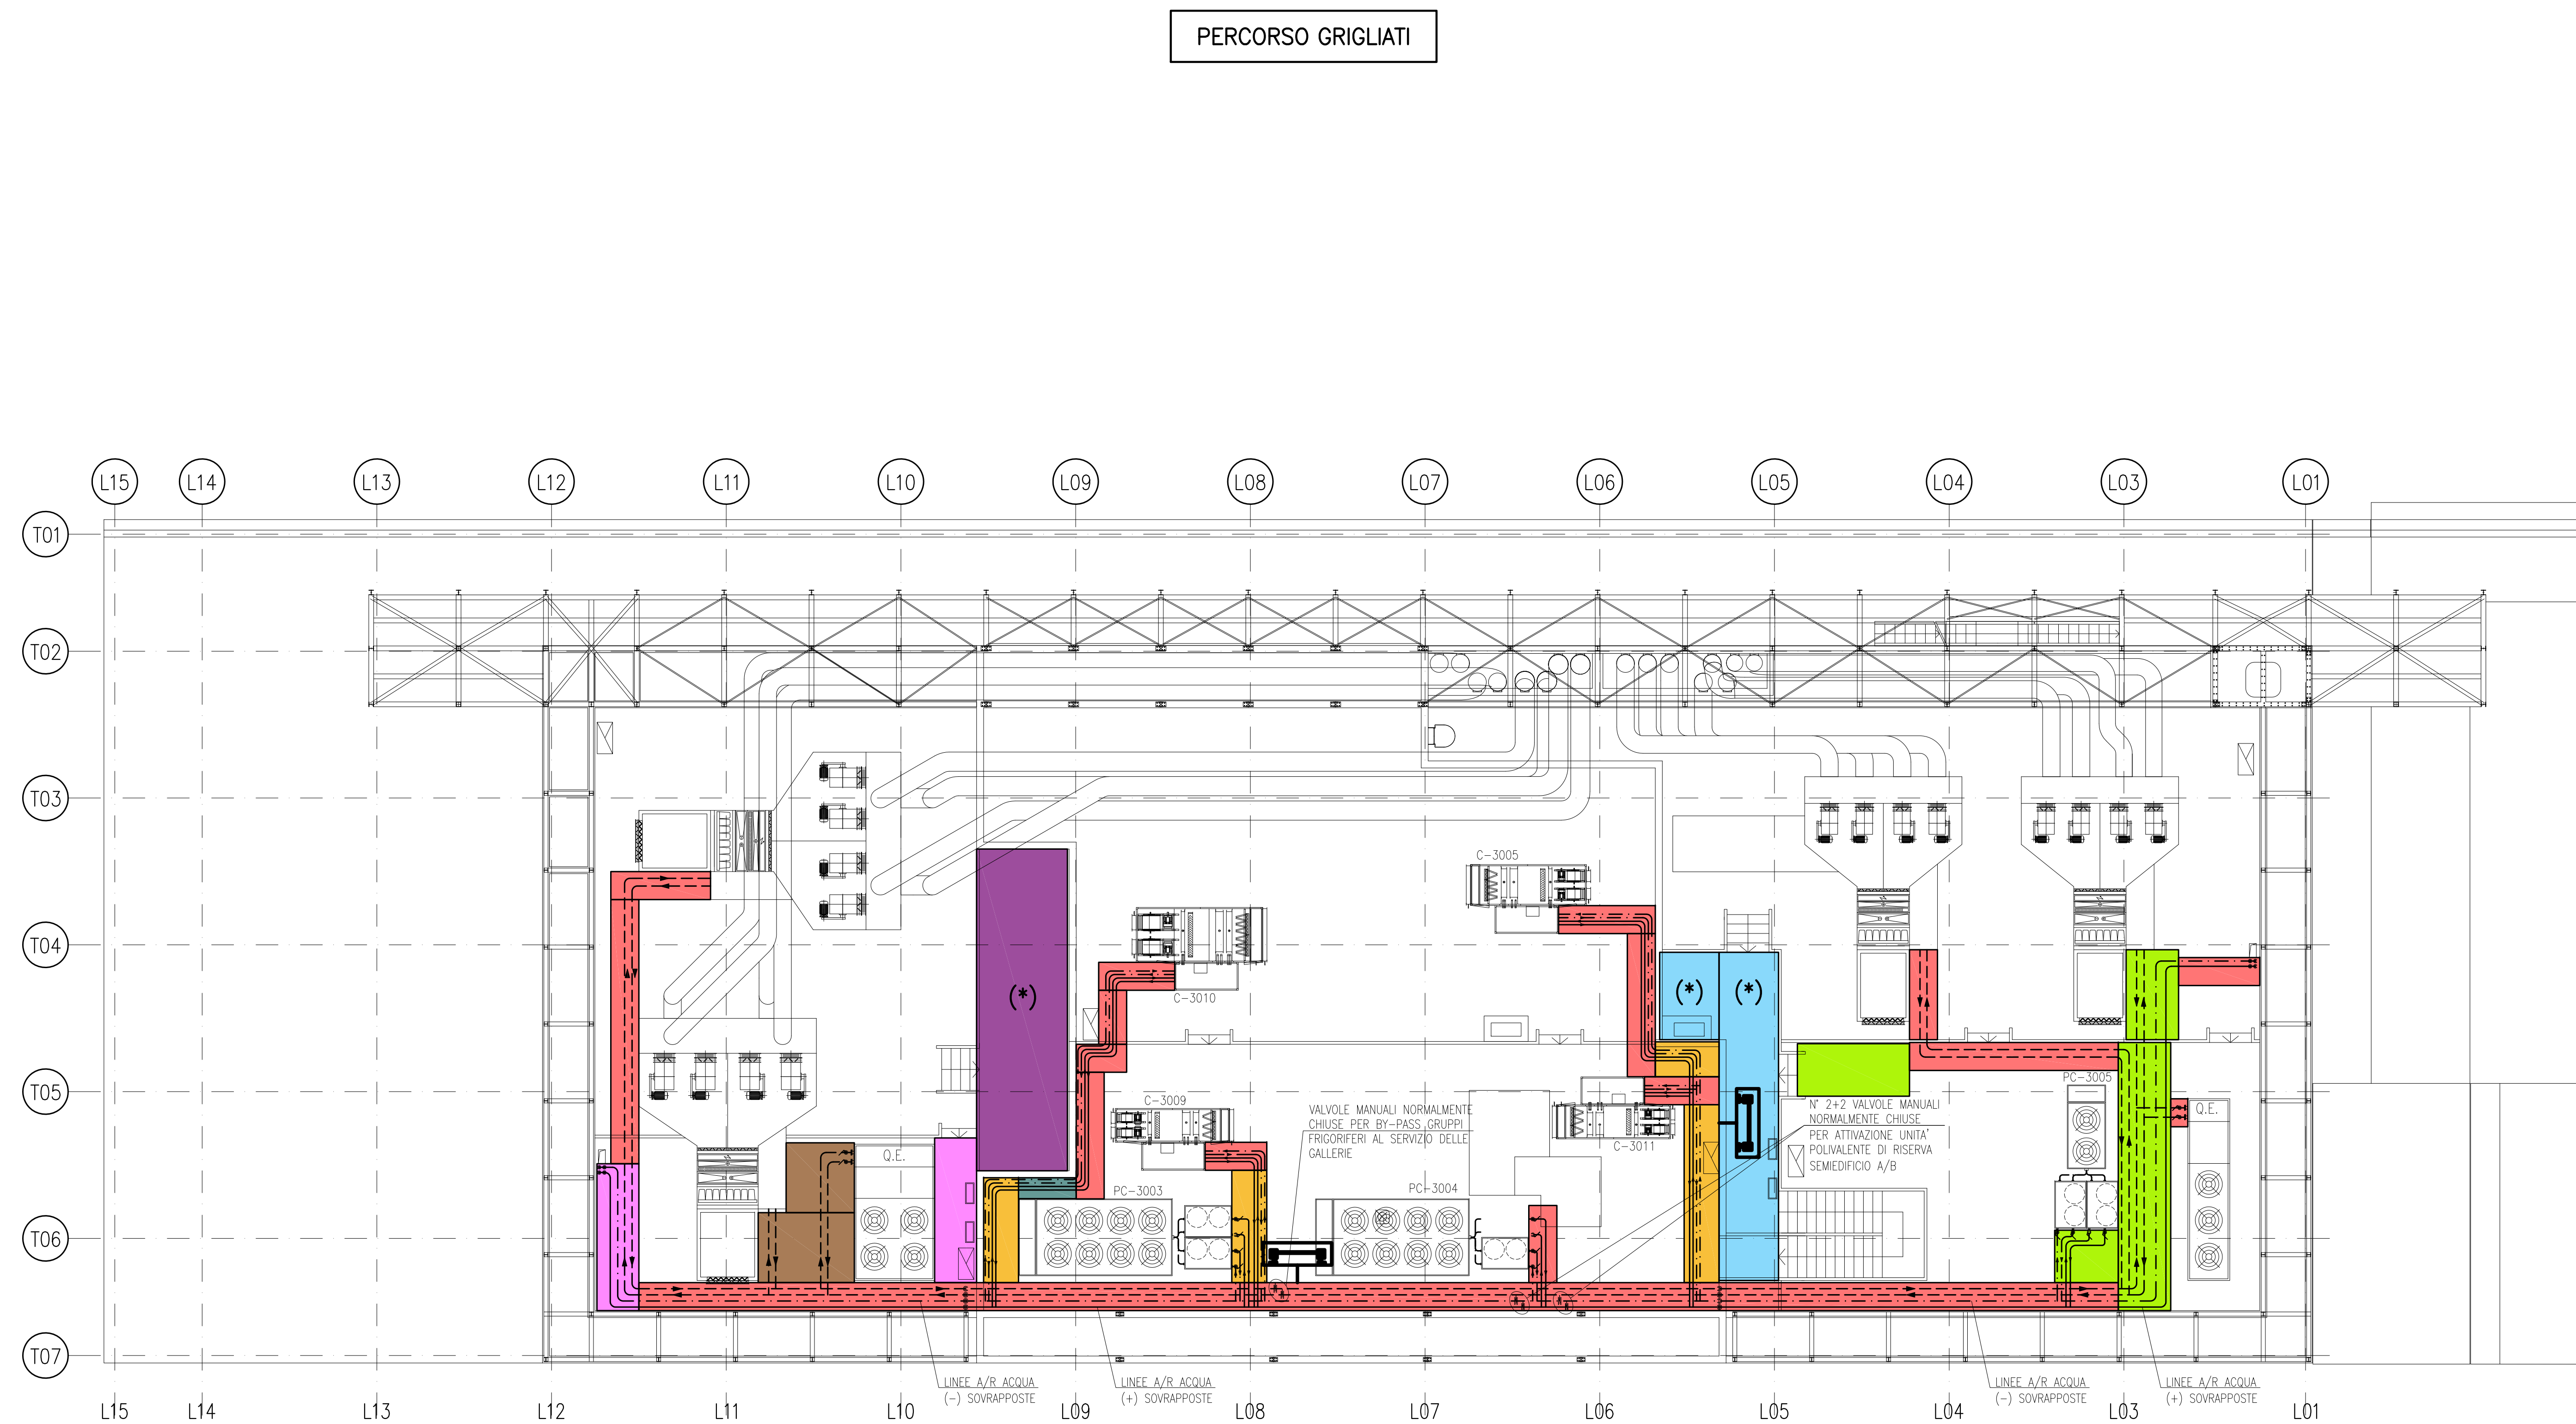 PERCORSO GRIGLIATI
L15 L14 L13 L12 L11 L10 L09 L08 L07 L06 L05 L04 L03 L01
T01
T02
T03
T04
T05
T06
T07
C-3005
(*)
(*)
(*)
C-3010
PC-3005
C-3009
VALVOLE MANUALI NORMALMENTE
CHIUSE PER BY-PASS GRUPPI
FRIGORIFERI AL SERVIZIO DELLE
GALLERIE
C-3011
N° 2+2 VALVOLE MANUALI
NORMALMENTE CHIUSE
PER ATTIVAZIONE UNITA'
POLIVALENTE DI RISERVA
SEMIEDIFICIO A/B
Q.E.
Q.E.
PC-3003
PC-3004
LINEE A/R ACQUA
(-) SOVRAPPOSTE
LINEE A/R ACQUA
(+) SOVRAPPOSTE
LINEE A/R ACQUA
(-) SOVRAPPOSTE
LINEE A/R ACQUA
(+) SOVRAPPOSTE
L15 L14 L13 L12 L11 L10 L09 L08 L07 L06 L05 L04 L03 L01